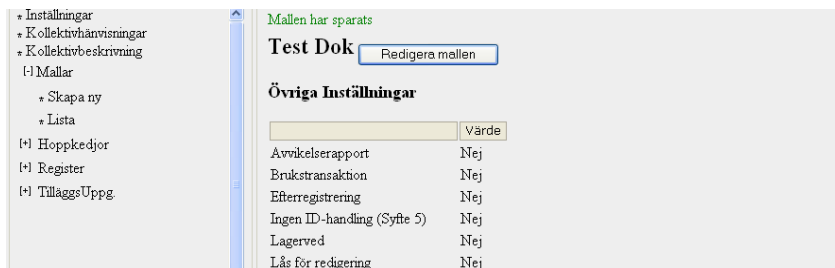 * Inställningar
* Kollektivhänvisningar
* Kollektivbeskrivning
[-] Mallar
* Skapa ny
* Lista
[+] Hoppkedjor
[+] Register
[+] TilläggsUppg.
Mallen har sparats
Test Dok Redigera mallen
Övriga Inställningar
Värde
Avvikelserapport Nej
Brukstransaktion Nej
Efterregistrering Nej
Ingen ID-handling (Syfte 5) Nej
Lagerved Nej
Lås för redigering Nej